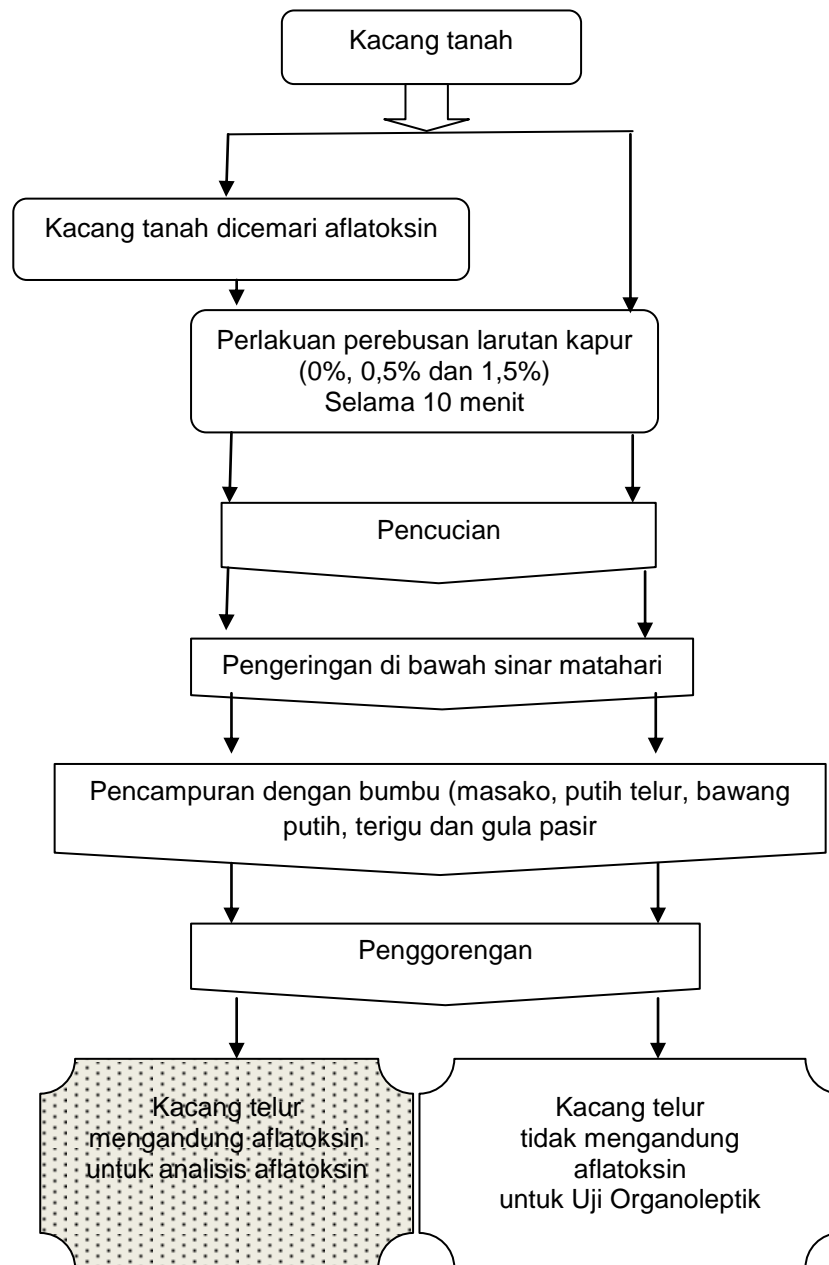 Kacang tanah
Kacang tanah dicemari aflatoksin
Perlakuan perebusan larutan kapur
(0%, 0,5% dan 1,5%)
Selama 10 menit
Pencucian
Pengeringan di bawah sinar matahari
Pencampuran dengan bumbu (masako, putih telur, bawang
putih, terigu dan gula pasir
Penggorengan
Kacang telur
mengandung aflatoksin
untuk analisis aflatoksin
Kacang telur
tidak mengandung
aflatoksin
untuk Uji Organoleptik